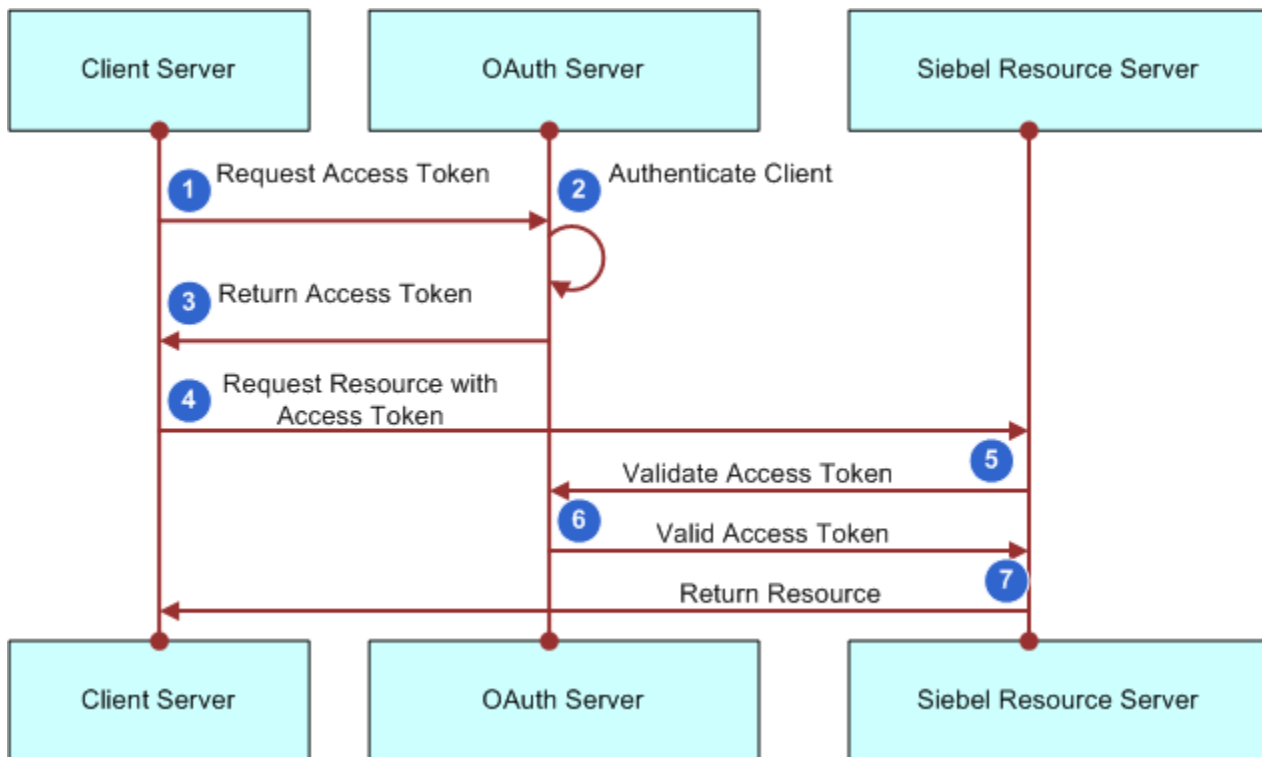 Client Server
OAuth Server
Siebel Resource Server
1
Request Access Token
2
Authenticate Client
3
Return Access Token
4
Request Resource with
Access Token
5
Validate Access Token
6
Valid Access Token
7
Return Resource
Client Server
OAuth Server
Siebel Resource Server